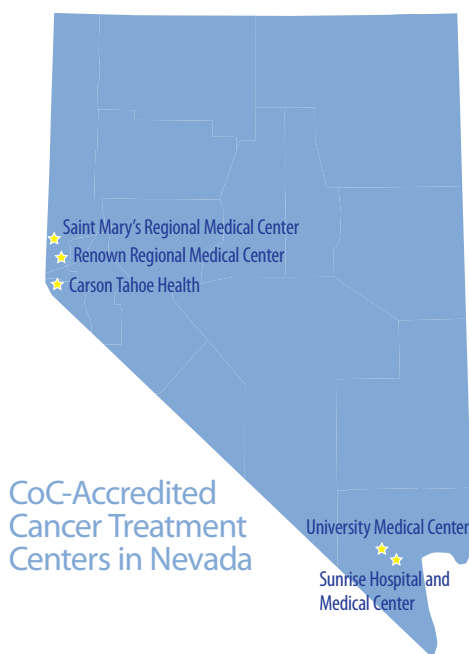 Saint Mary's Regional Medical Center
Renown Regional Medical Center
Carson Tahoe Health
CoC-Accredited
Cancer Treatment
Centers in Nevada
University Medical Center
Sunrise Hospital and
Medical Center